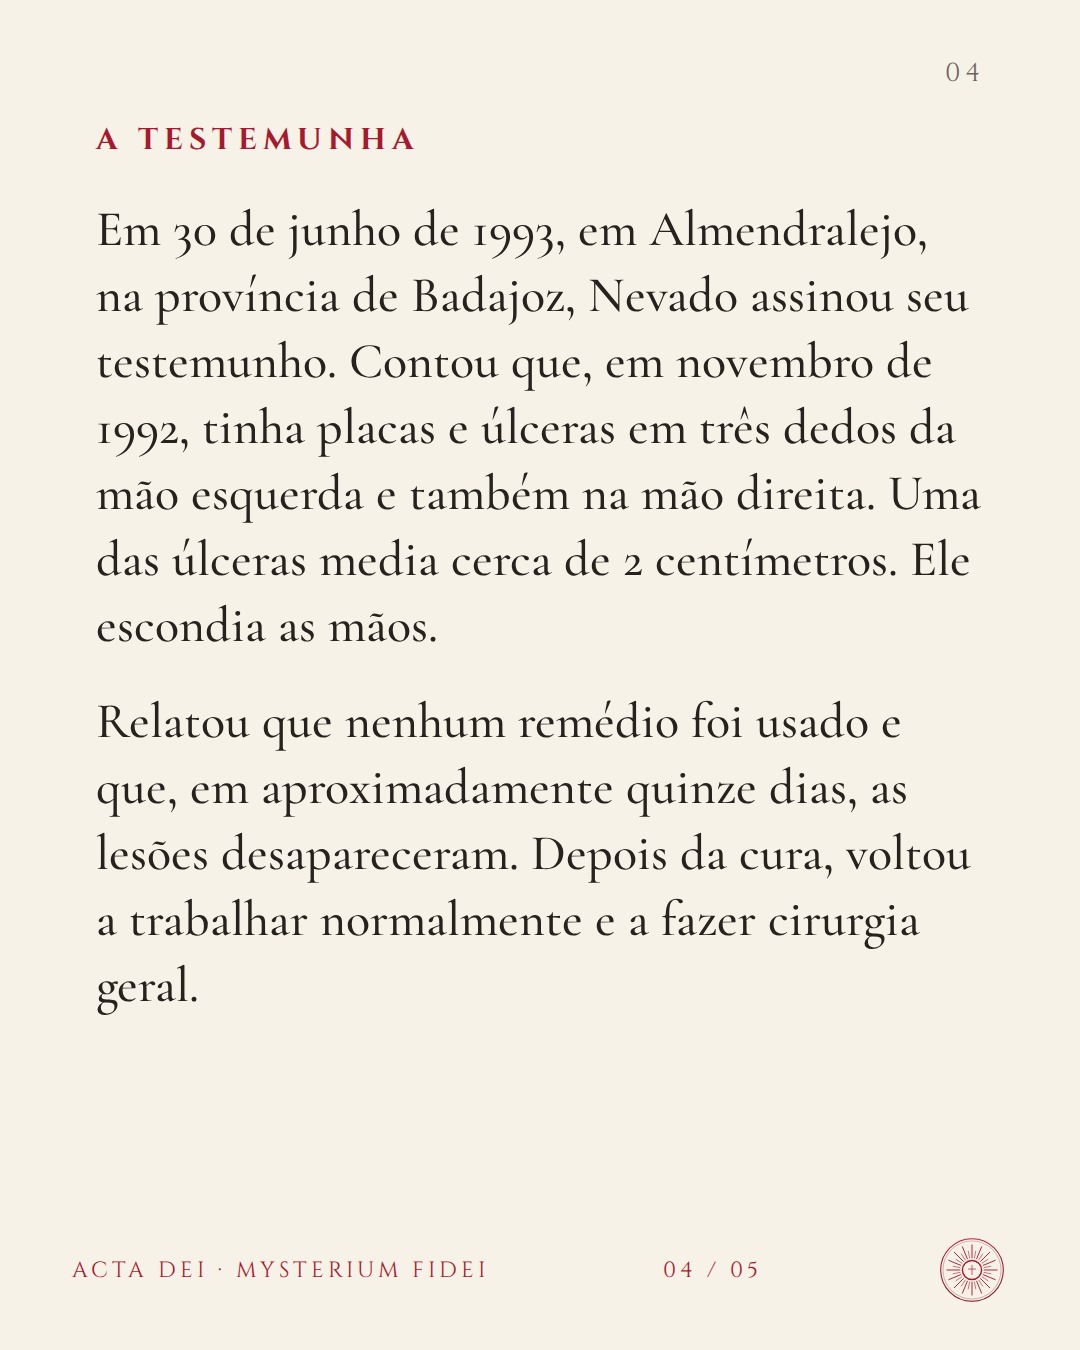 04
A TESTEMUNHA
Em 30 de junho de 1993, em Almendralejo,
na província de Badajoz, Nevado assinou seu
testemunho. Contou que, em novembro de
1992, tinha placas e úlceras em três dedos da
mão esquerda e também na mão direita. Uma
das úlceras media cerca de 2 centímetros. Ele
escondia as mãos.
Relatou que nenhum remédio foi usado e
que, em aproximadamente quinze dias, as
lesões desapareceram. Depois da cura, voltou
a trabalhar normalmente e a fazer cirurgia
geral.
ACTA DEI · MYSTERIUM FIDEI
04 / 05